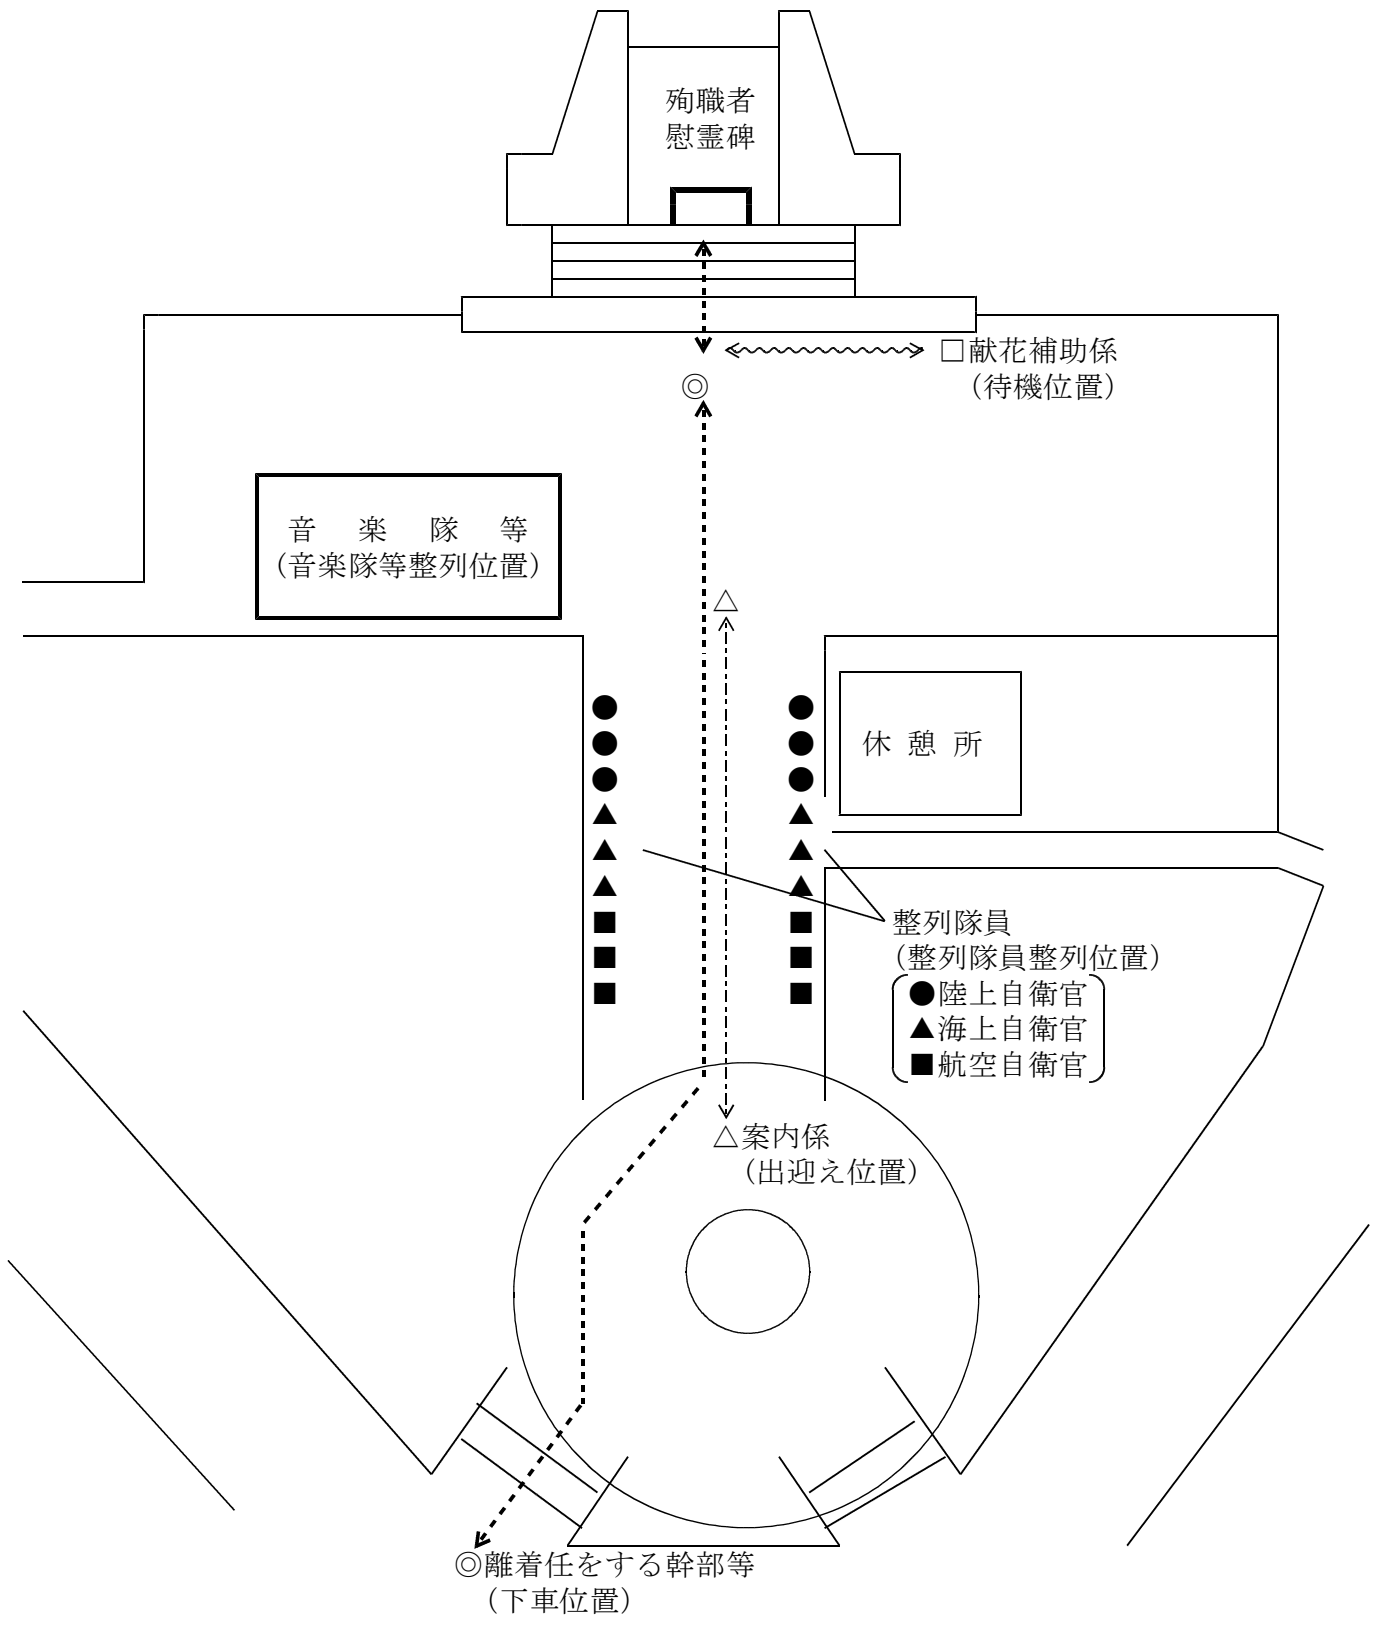 殉職者
慰霊碑
□献花補助係
（待機位置）
◎
音　楽　隊　等
（音楽隊等整列位置）
△
休 憩 所
整列隊員
（整列隊員整列位置）
●陸上自衛官
▲海上自衛官
■航空自衛官
△案内係
（出迎え位置）
◎離着任をする幹部等
（下車位置）